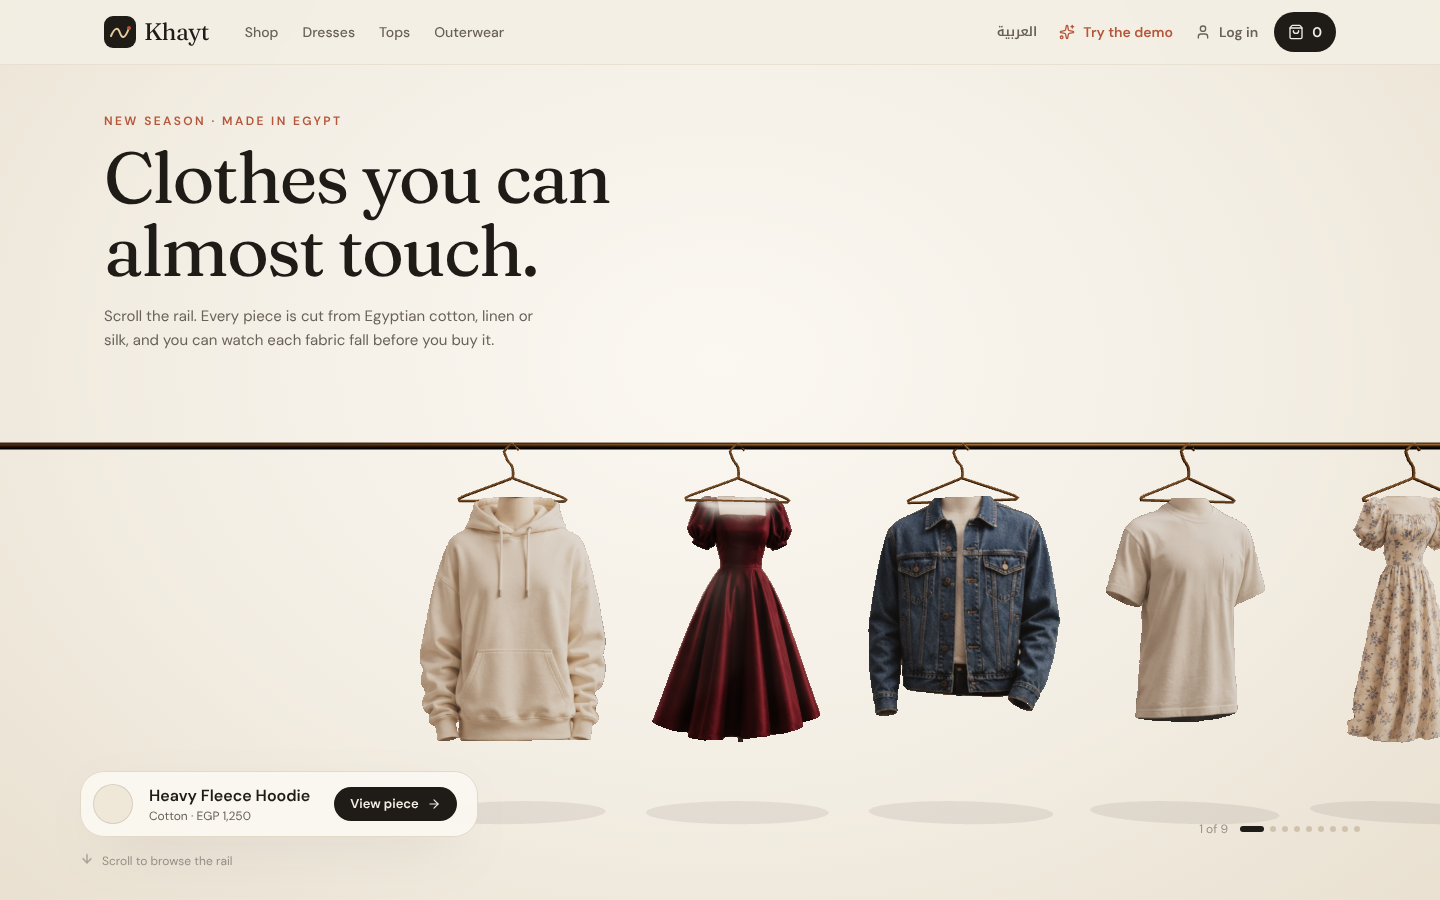 Khayt
Shop
Dresses
Tops
Outerwear
العربية
Try the demo
Log in
0
NEW SEASON · MADE IN EGYPT
Clothes you can
almost touch.
Scroll the rail. Every piece is cut from Egyptian cotton, linen or
silk, and you can watch each fabric fall before you buy it.
Heavy Fleece Hoodie
Cotton · EGP 1,250
View piece
1 of 9
Scroll to browse the rail